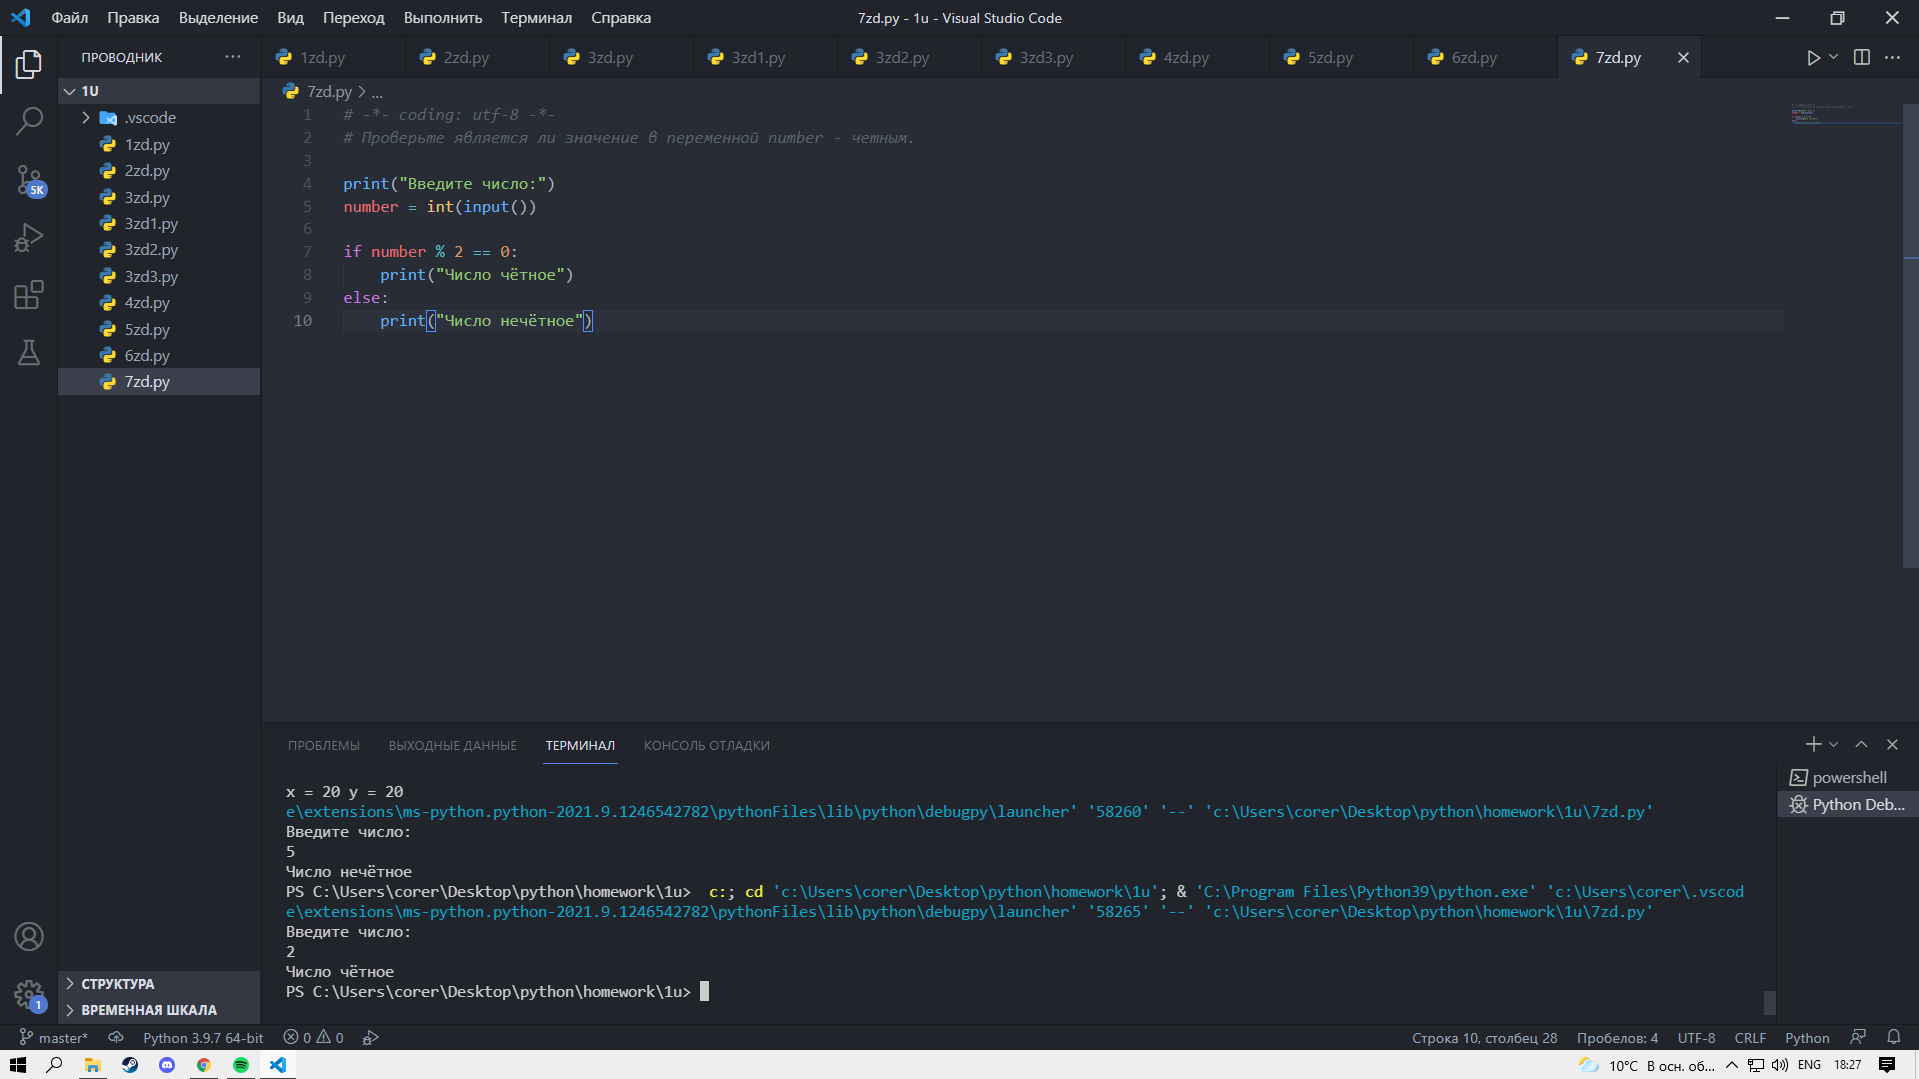 Файл Правка Выделение Вид Переход Выполнить Терминал Справка
7zd.py - 1u - Visual Studio Code
ПРОВОДНИК
1zd.py 2zd.py 3zd.py 3zd1.py 3zd2.py 3zd3.py 4zd.py 5zd.py 6zd.py 7zd.py
1U
.vscode
1zd.py
2zd.py
3zd.py
3zd1.py
3zd2.py
3zd3.py
4zd.py
5zd.py
6zd.py
7zd.py
5K
7zd.py > ...
1 # -*- coding: utf-8 -*-
2 # Проверьте является ли значение в переменной number - четным.
3
4 print("Введите число:")
5 number = int(input())
6
7 if number % 2 == 0:
8     print("Число чётное")
9 else:
10     print("Число нечётное")
ПРОБЛЕМЫ ВЫХОДНЫЕ ДАННЫЕ ТЕРМИНАЛ КОНСОЛЬ ОТЛАДКИ
powershell
Python Deb...
x = 20 y = 20
e\extensions\ms-python.python-2021.9.1246542782\pythonFiles\lib\python\debugpy\launcher' '58260' '--' 'c:\Users\corer\Desktop\python\homework\1u\7zd.py'
Введите число:
5
Число нечётное
PS C:\Users\corer\Desktop\python\homework\1u>  c:; cd 'c:\Users\corer\Desktop\python\homework\1u'; & 'C:\Program Files\Python39\python.exe' 'c:\Users\corer\.vscod
e\extensions\ms-python.python-2021.9.1246542782\pythonFiles\lib\python\debugpy\launcher' '58265' '--' 'c:\Users\corer\Desktop\python\homework\1u\7zd.py'
Введите число:
2
Число чётное
PS C:\Users\corer\Desktop\python\homework\1u>
СТРУКТУРА
ВРЕМЕННАЯ ШКАЛА
1
master* Python 3.9.7 64-bit 0 0
Строка 10, столбец 28 Пробелов: 4 UTF-8 CRLF Python
10°C В осн. об... ENG 18:27